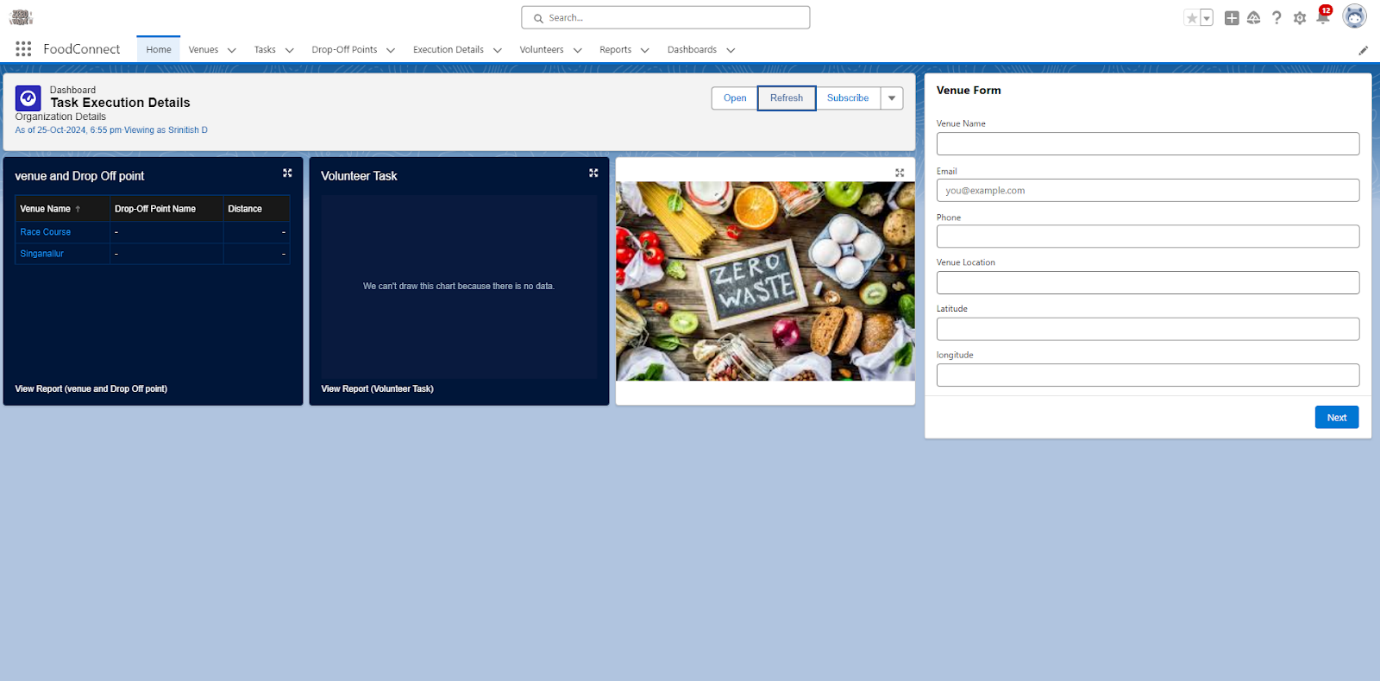 Search...
12
FoodConnect
Home
Venues
Tasks
Drop-Off Points
Execution Details
Volunteers
Reports
Dashboards
Dashboard
Task Execution Details
Organization Details
As of 25-Oct-2024, 6:55 pm·Viewing as Srinitish D
Open
Refresh
Subscribe
venue and Drop Off point
Venue Name ↑ Drop-Off Point Name Distance
Race Course - -
Singanallur - -
View Report (venue and Drop Off point)
Volunteer Task
We can't draw this chart because there is no data.
View Report (Volunteer Task)
ZERO
WASTE
Venue Form
Venue Name
Email
you@example.com
Phone
Venue Location
Latitude
longitude
Next